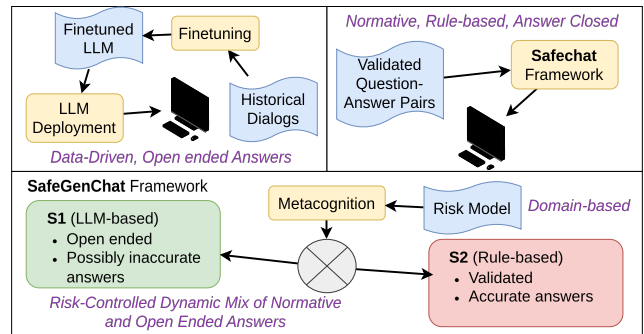 Finetuned
LLM
Finetuning
LLM
Deployment
Historical
Dialogs
Data-Driven, Open ended Answers
Normative, Rule-based, Answer Closed
Validated
Question-
Answer Pairs
Safechat
Framework
SafeGenChat Framework
S1 (LLM-based)
• Open ended
• Possibly inaccurate
answers
Metacognition
Risk Model
Domain-based
S2 (Rule-based)
• Validated
• Accurate answers
Risk-Controlled Dynamic Mix of Normative
and Open Ended Answers